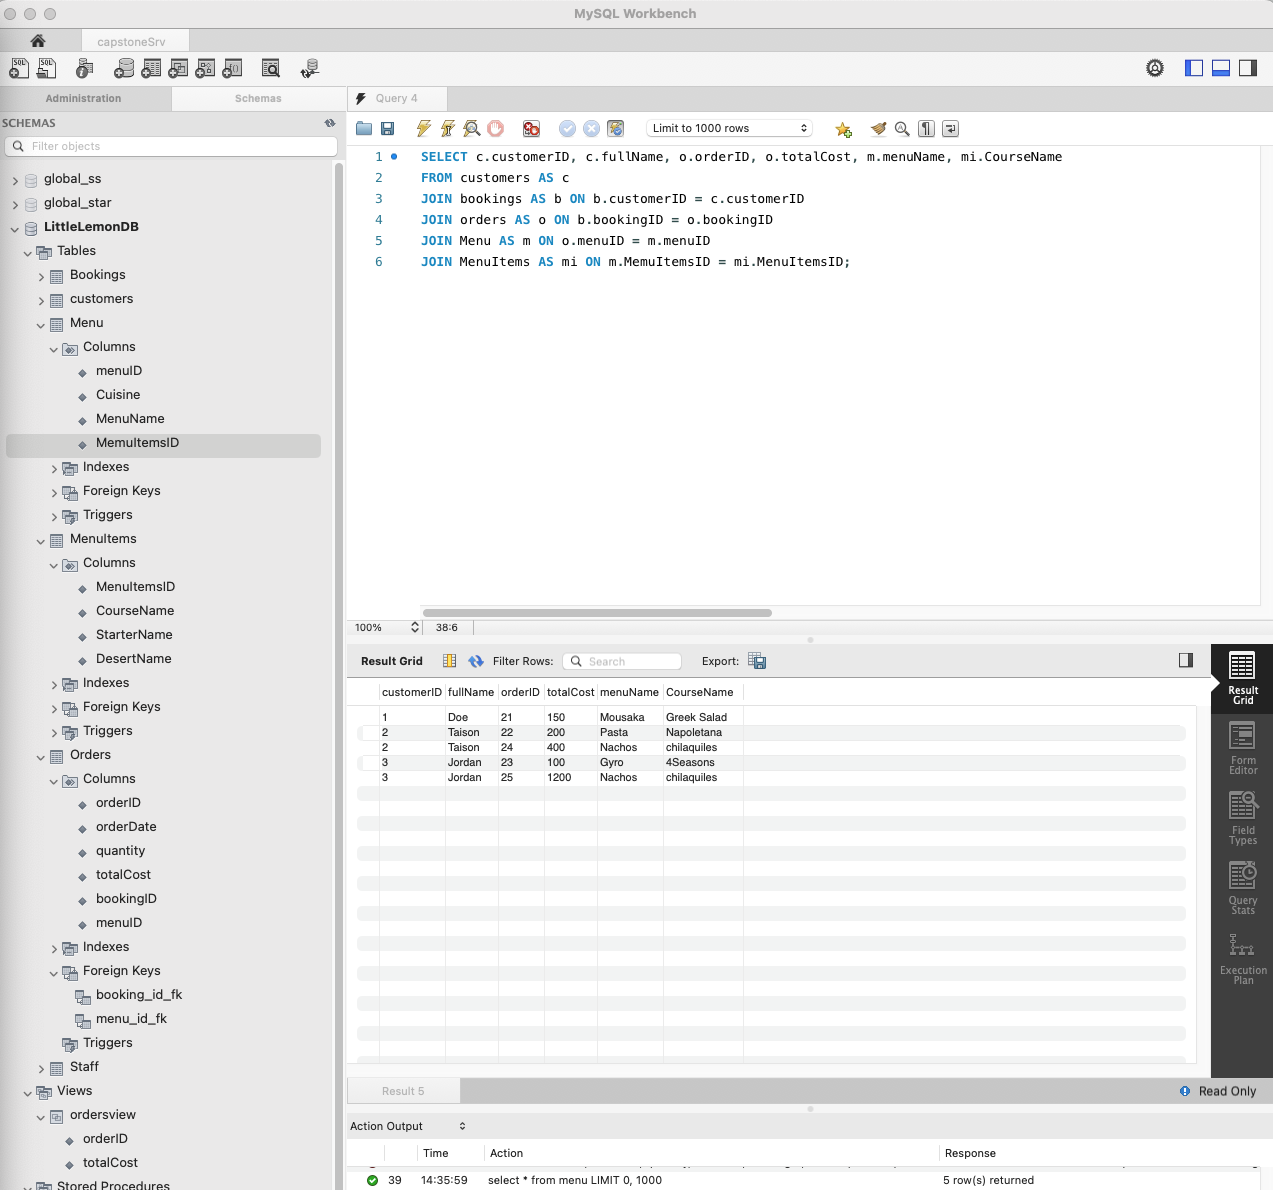 MySQL Workbench
capstoneSrv
Administration
Schemas
Query 4
SCHEMAS
Filter objects
global_ss
global_star
LittleLemonDB
Tables
Bookings
customers
Menu
Columns
menuID
Cuisine
MenuName
MemuItemsID
Indexes
Foreign Keys
Triggers
MenuItems
Columns
MenuItemsID
CourseName
StarterName
DesertName
Indexes
Foreign Keys
Triggers
Orders
Columns
orderID
orderDate
quantity
totalCost
bookingID
menuID
Indexes
Foreign Keys
booking_id_fk
menu_id_fk
Triggers
Staff
Views
ordersview
orderID
totalCost
Stored Procedures
Limit to 1000 rows
1 SELECT c.customerID, c.fullName, o.orderID, o.totalCost, m.menuName, mi.CourseName
2 FROM customers AS c
3 JOIN bookings AS b ON b.customerID = c.customerID
4 JOIN orders AS o ON b.bookingID = o.bookingID
5 JOIN Menu AS m ON o.menuID = m.menuID
6 JOIN MenuItems AS mi ON m.MemuItemsID = mi.MenuItemsID;
100% 38:6
Result Grid Filter Rows: Search Export:
customerID fullName orderID totalCost menuName CourseName
1 Doe 21 150 Mousaka Greek Salad
2 Taison 22 200 Pasta Napoletana
2 Taison 24 400 Nachos chilaquiles
3 Jordan 23 100 Gyro 4Seasons
3 Jordan 25 1200 Nachos chilaquiles
Result
Grid
Form
Editor
Field
Types
Query
Stats
Execution
Plan
Result 5
Read Only
Action Output
Time Action Response
39 14:35:59 select * from menu LIMIT 0, 1000 5 row(s) returned